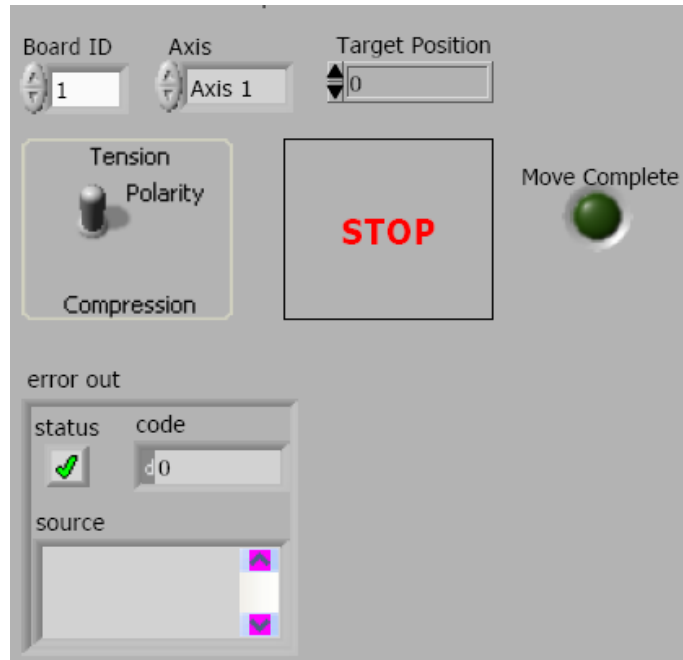 Board ID Axis Target Position
1 Axis 1 0
Tension
Polarity
Move Complete
STOP
Compression
error out
status code
d 0
source